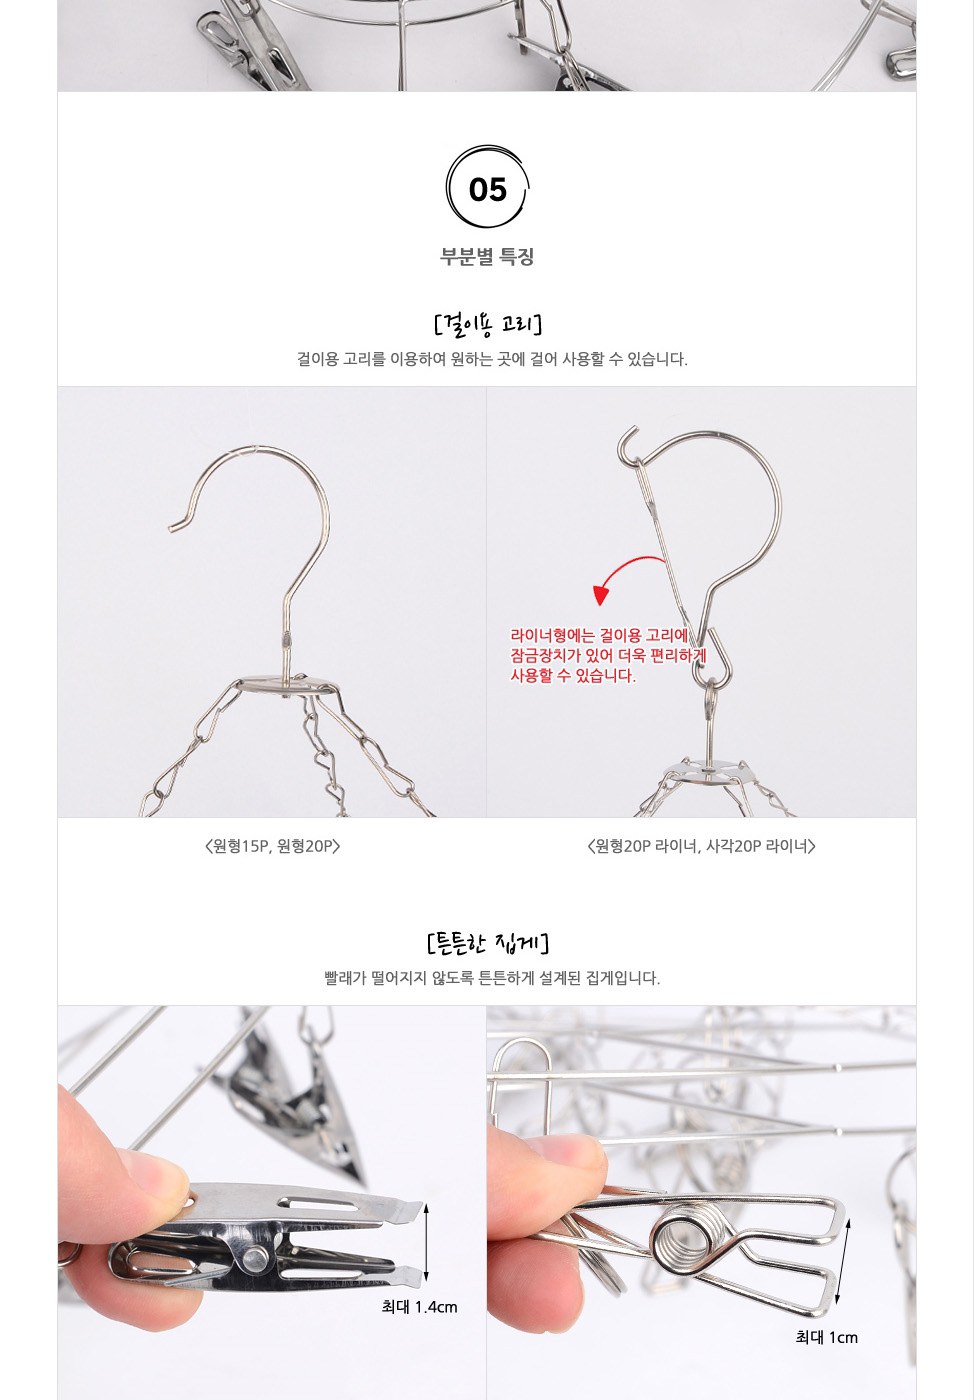 05
부분별 특징
[걸이용 고리]
걸이용 고리를 이용하여 원하는 곳에 걸어 사용할 수 있습니다.
라이너형에는 걸이용 고리에
잠금장치가 있어 더욱 편리하게
사용할 수 있습니다.
<원형15P, 원형20P>
<원형20P 라이너, 사각20P 라이너>
[튼튼한 집게]
빨래가 떨어지지 않도록 튼튼하게 설계된 집게입니다.
최대 1.4cm
최대 1cm